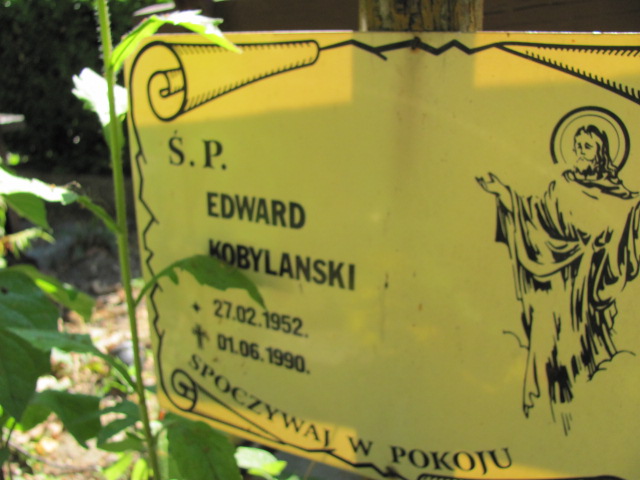 Ś.P.
EDWARD
KOBYLANSKI
27.02.1952.
01.06.1990.
SPOCZYWAJ W POKOJU